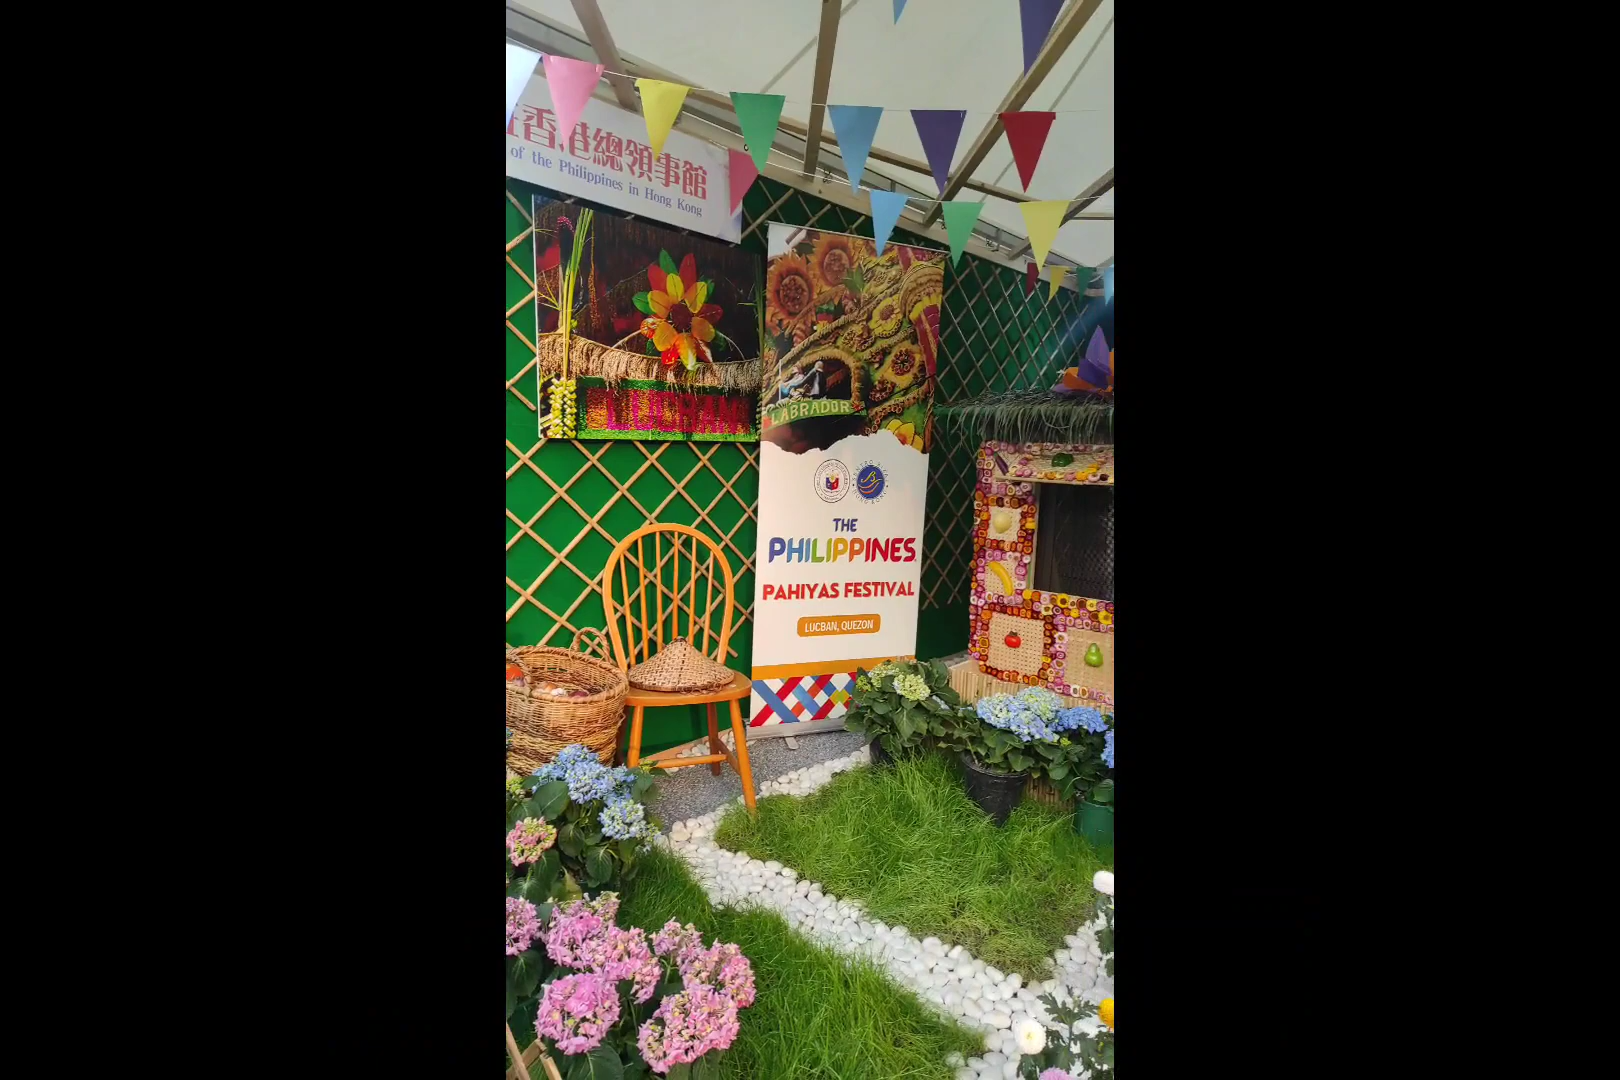 香港總領事館
of the Philippines in Hong Kong
LUCBAN
LABRADOR
THE
PHILIPPINES
PAHIYAS FESTIVAL
LUCBAN, QUEZON